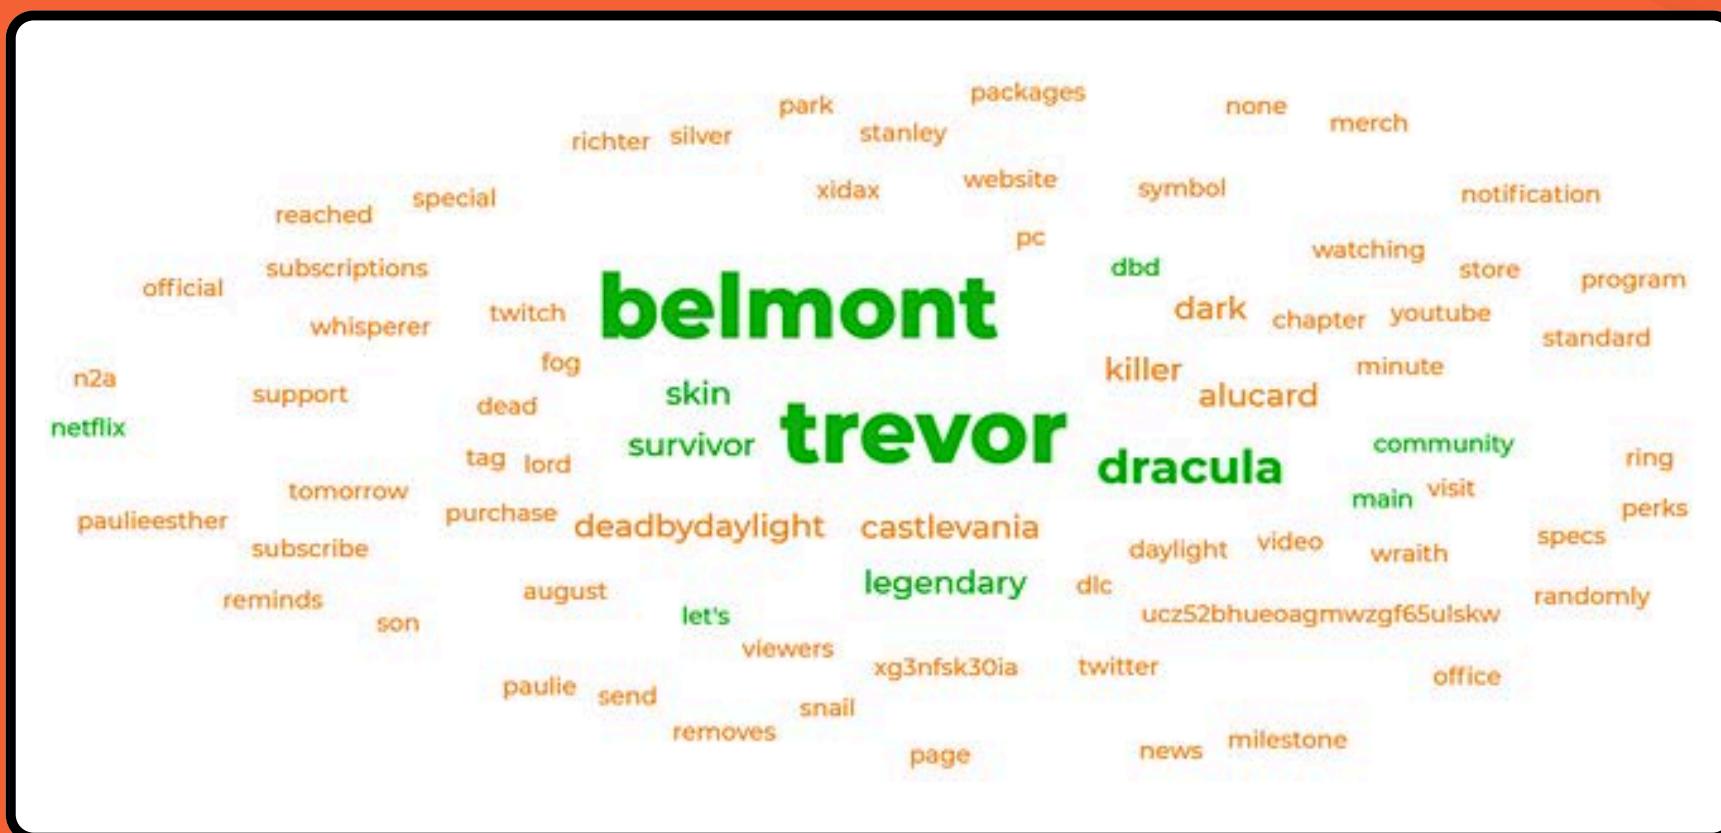 packages
park
none
merch
richter silver
stanley
xidax
website
symbol
notification
reached
special
pc
watching
official
subscriptions
dbd
store
program
whisperer
twitch
belmont
dark
chapter
youtube
standard
n2a
fog
killer
minute
support
dead
skin
alucard
netflix
survivor
trevor
dracula
community
tag
lord
ring
tomorrow
main
visit
paulieesther
purchase
deadbydaylight
castlevania
perks
subscribe
daylight
video
wraith
specs
reminds
august
legendary
dlc
randomly
son
let's
ucz52bhueoagmwzgf65ulskw
viewers
xg3nfsk30ia
twitter
office
paulie
send
snail
removes
page
news
milestone